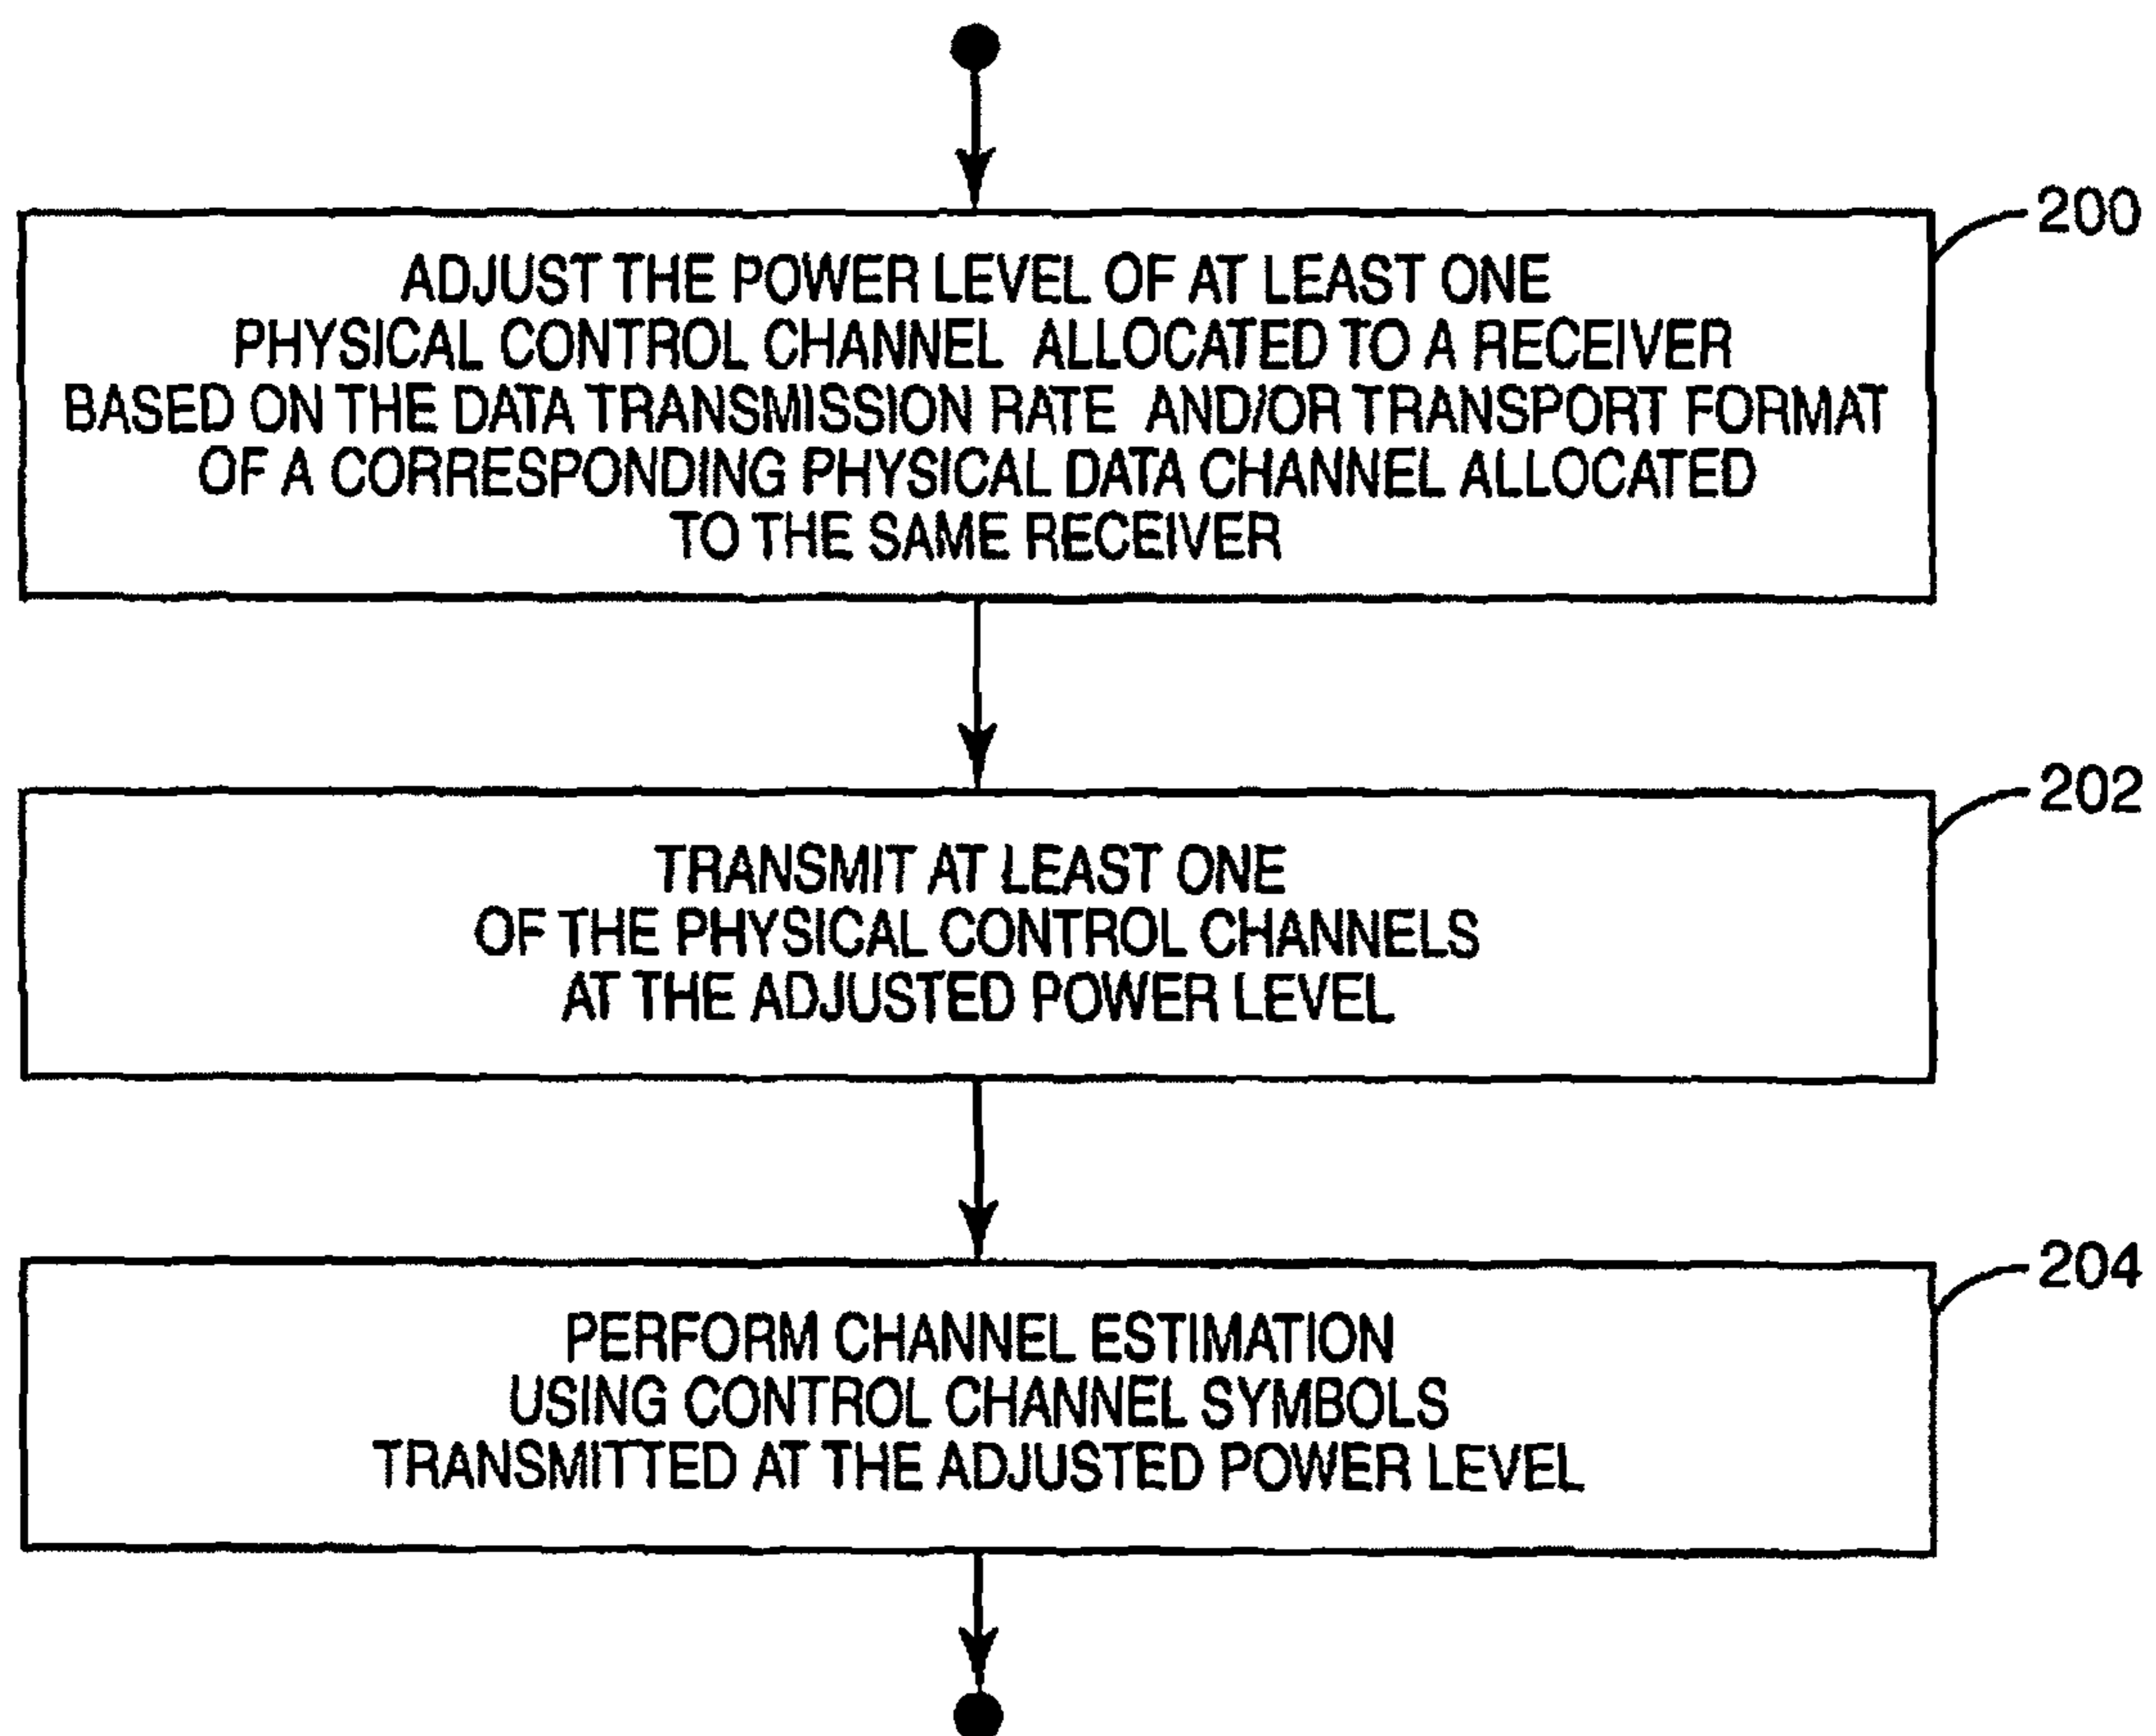 200
ADJUST THE POWER LEVEL OF AT LEAST ONE
PHYSICAL CONTROL CHANNEL ALLOCATED TO A RECEIVER
BASED ON THE DATA TRANSMISSION RATE AND/OR TRANSPORT FORMAT
OF A CORRESPONDING PHYSICAL DATA CHANNEL ALLOCATED
TO THE SAME RECEIVER
202
TRANSMIT AT LEAST ONE
OF THE PHYSICAL CONTROL CHANNELS
AT THE ADJUSTED POWER LEVEL
204
PERFORM CHANNEL ESTIMATION
USING CONTROL CHANNEL SYMBOLS
TRANSMITTED AT THE ADJUSTED POWER LEVEL